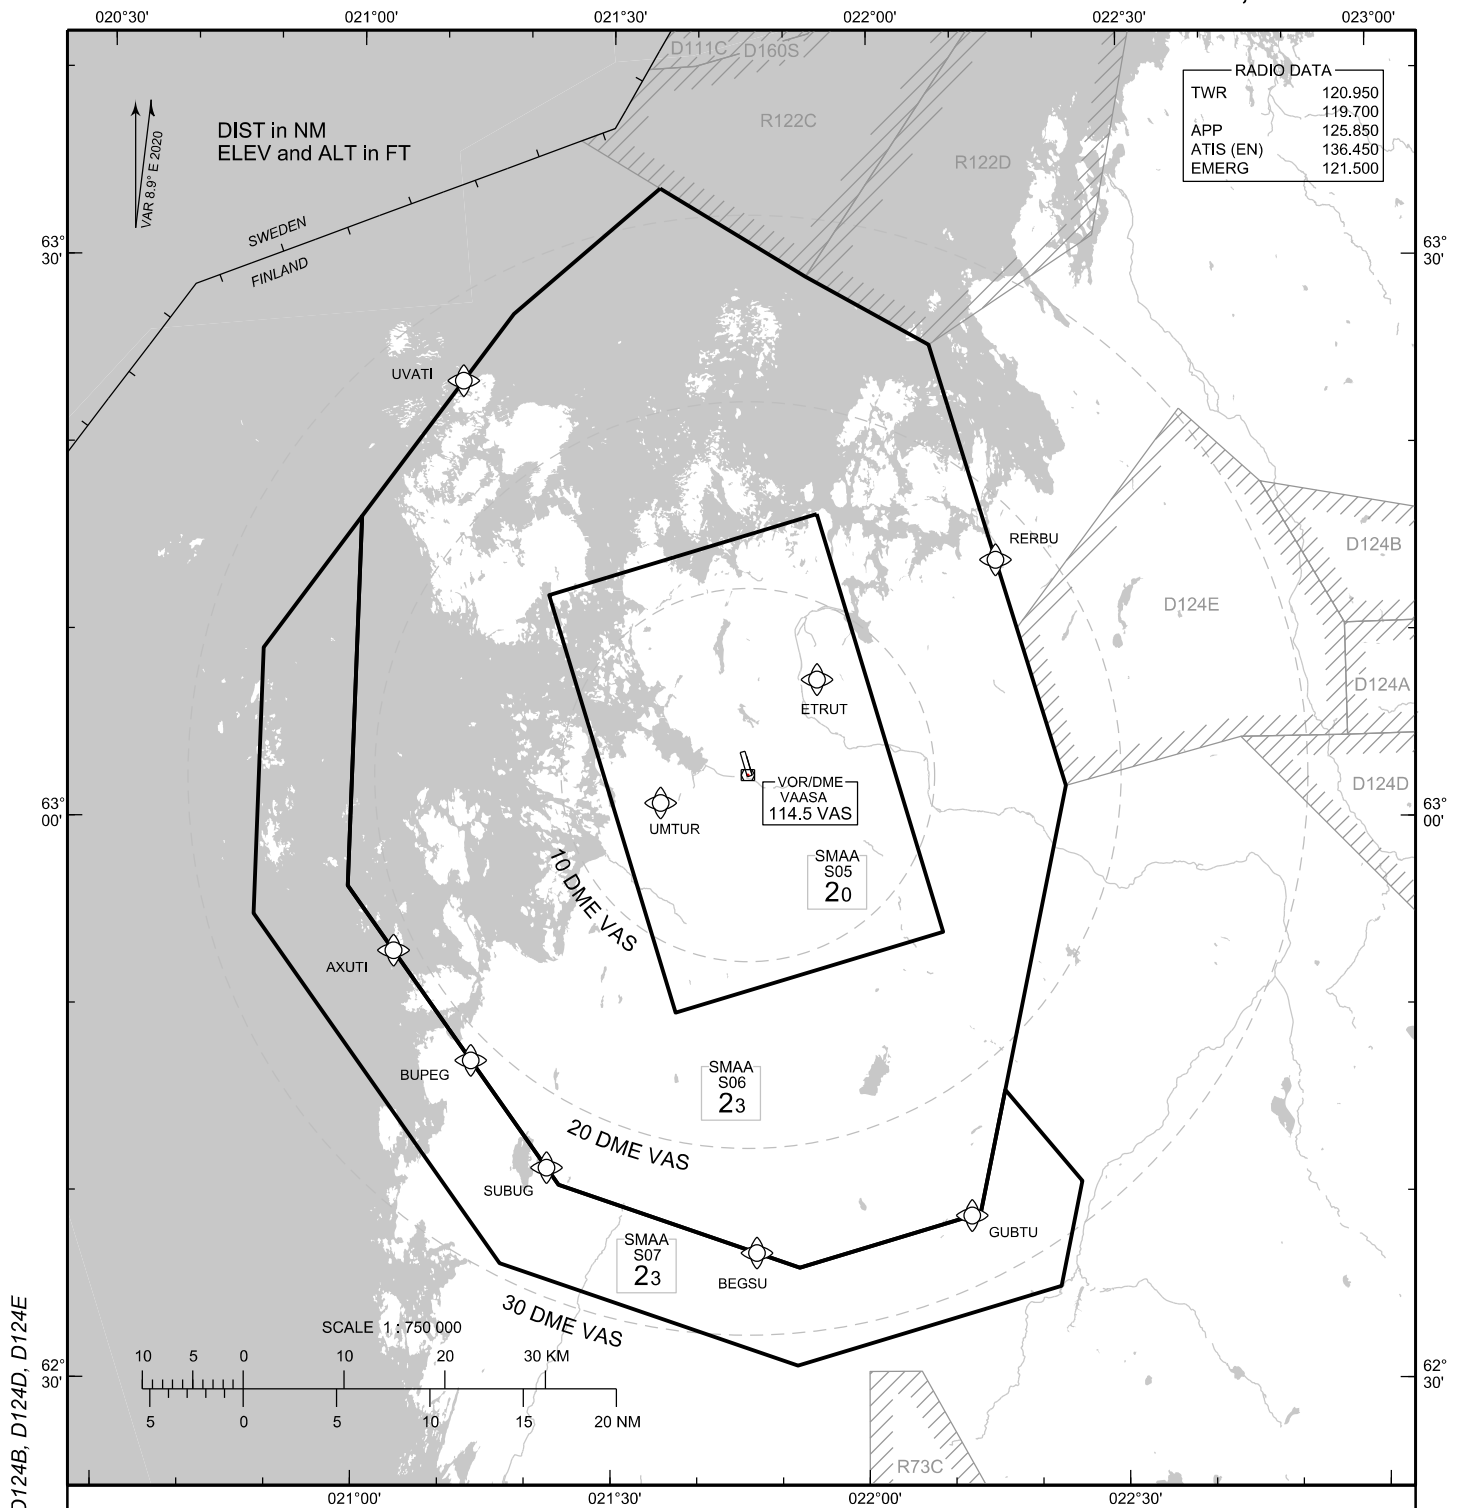 020°30' 021°00' 021°30' 022°00' 022°30' 023°00'
D111C D160S
RADIO DATA
TWR 120.950
119.700
APP 125.850
ATIS (EN) 136.450
EMERG 121.500
DIST in NM
ELEV and ALT in FT
VAR 8.9° E 2020
R122C
R122D
SWEDEN
FINLAND
63°
30'
63°
30'
UVATI
RERBU
D124B
D124E
D124A
ETRUT
VOR/DME
VAASA
114.5 VAS
D124D
63°
00'
63°
00'
UMTUR
SMAA
S05
20
10 DME VAS
AXUTI
BUPEG
SMAA
S06
23
20 DME VAS
SUBUG
GUBTU
SMAA
S07
23
BEGSU
30 DME VAS
SCALE 1 : 750 000
10 5 0 10 20 30 KM
5 0 5 10 15 20 NM
62°
30'
62°
30'
R73C
D124B, D124D, D124E
021°00' 021°30' 022°00' 022°30'